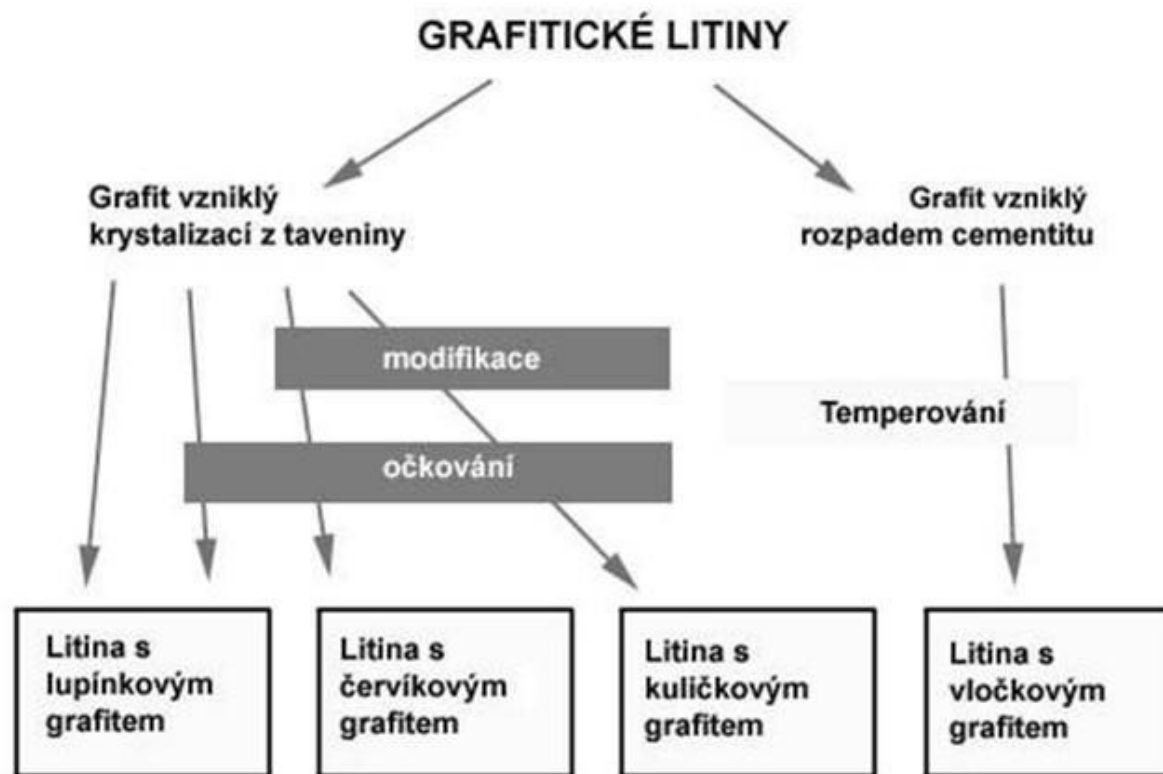 GRAFITICKÉ LITINY
Grafit vzniklý
krystalizací z taveniny
Grafit vzniklý
rozpadem cementitu
modifikace
Temperování
očkování
Litina s
lupínkovým
grafitem
Litina s
červíkovým
grafitem
Litina s
kuličkovým
grafitem
Litina s
vločkovým
grafitem